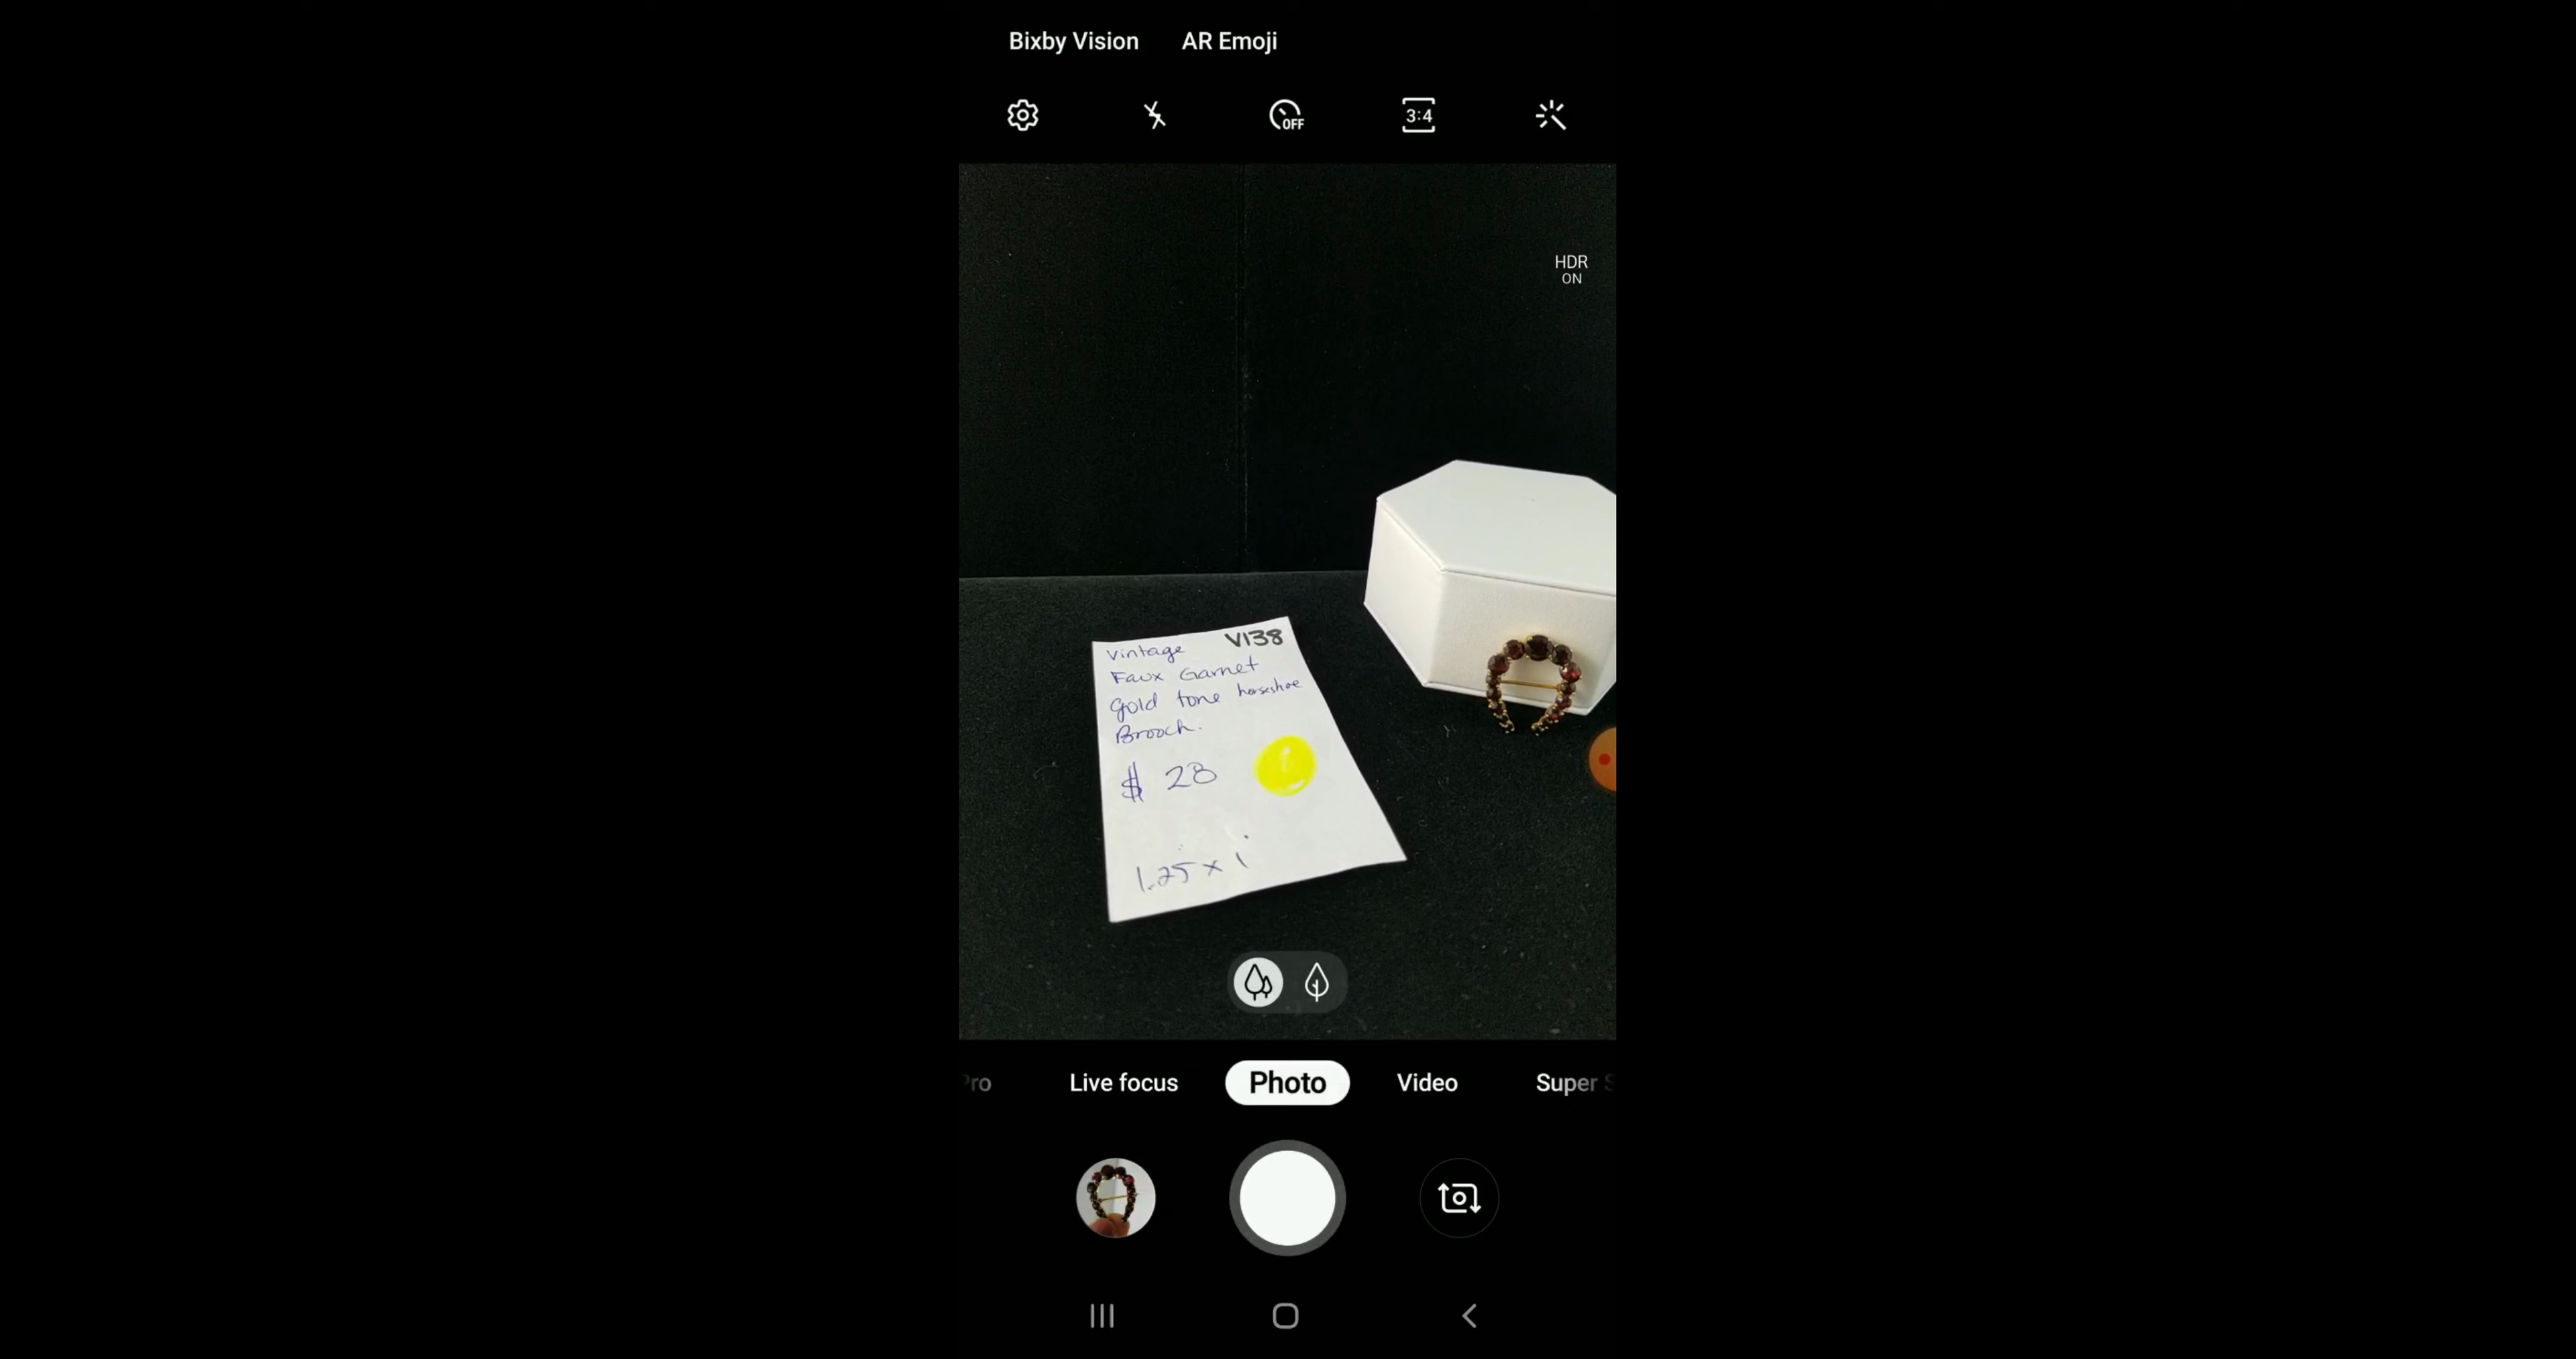 Bixby Vision AR Emoji
OFF
3:4
HDR
ON
V138
Vintage
Faux Garnet
gold tone horseshoe
Brooch.
$ 28
1.25 x 1
Pro Live focus Photo Video Super S